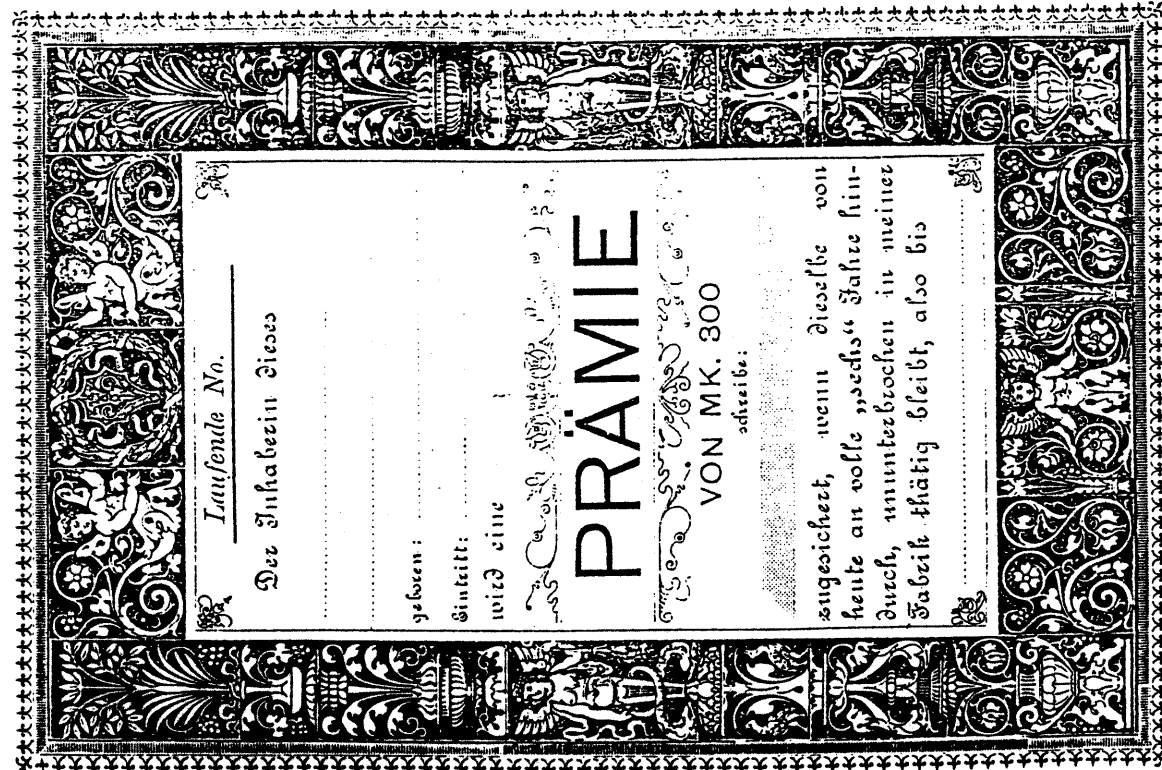 Laufende No.
Der Inhaberin dieses
geboren:
Eintritt:
wird eine
PRÄMIE
VON MK. 300
schreibe:
zugesichert, wenn dieselbe von
heute an volle „sechs“ Jahre hin-
durch, ununterbrochen in meiner
Fabrik thätig bleibt, also bis